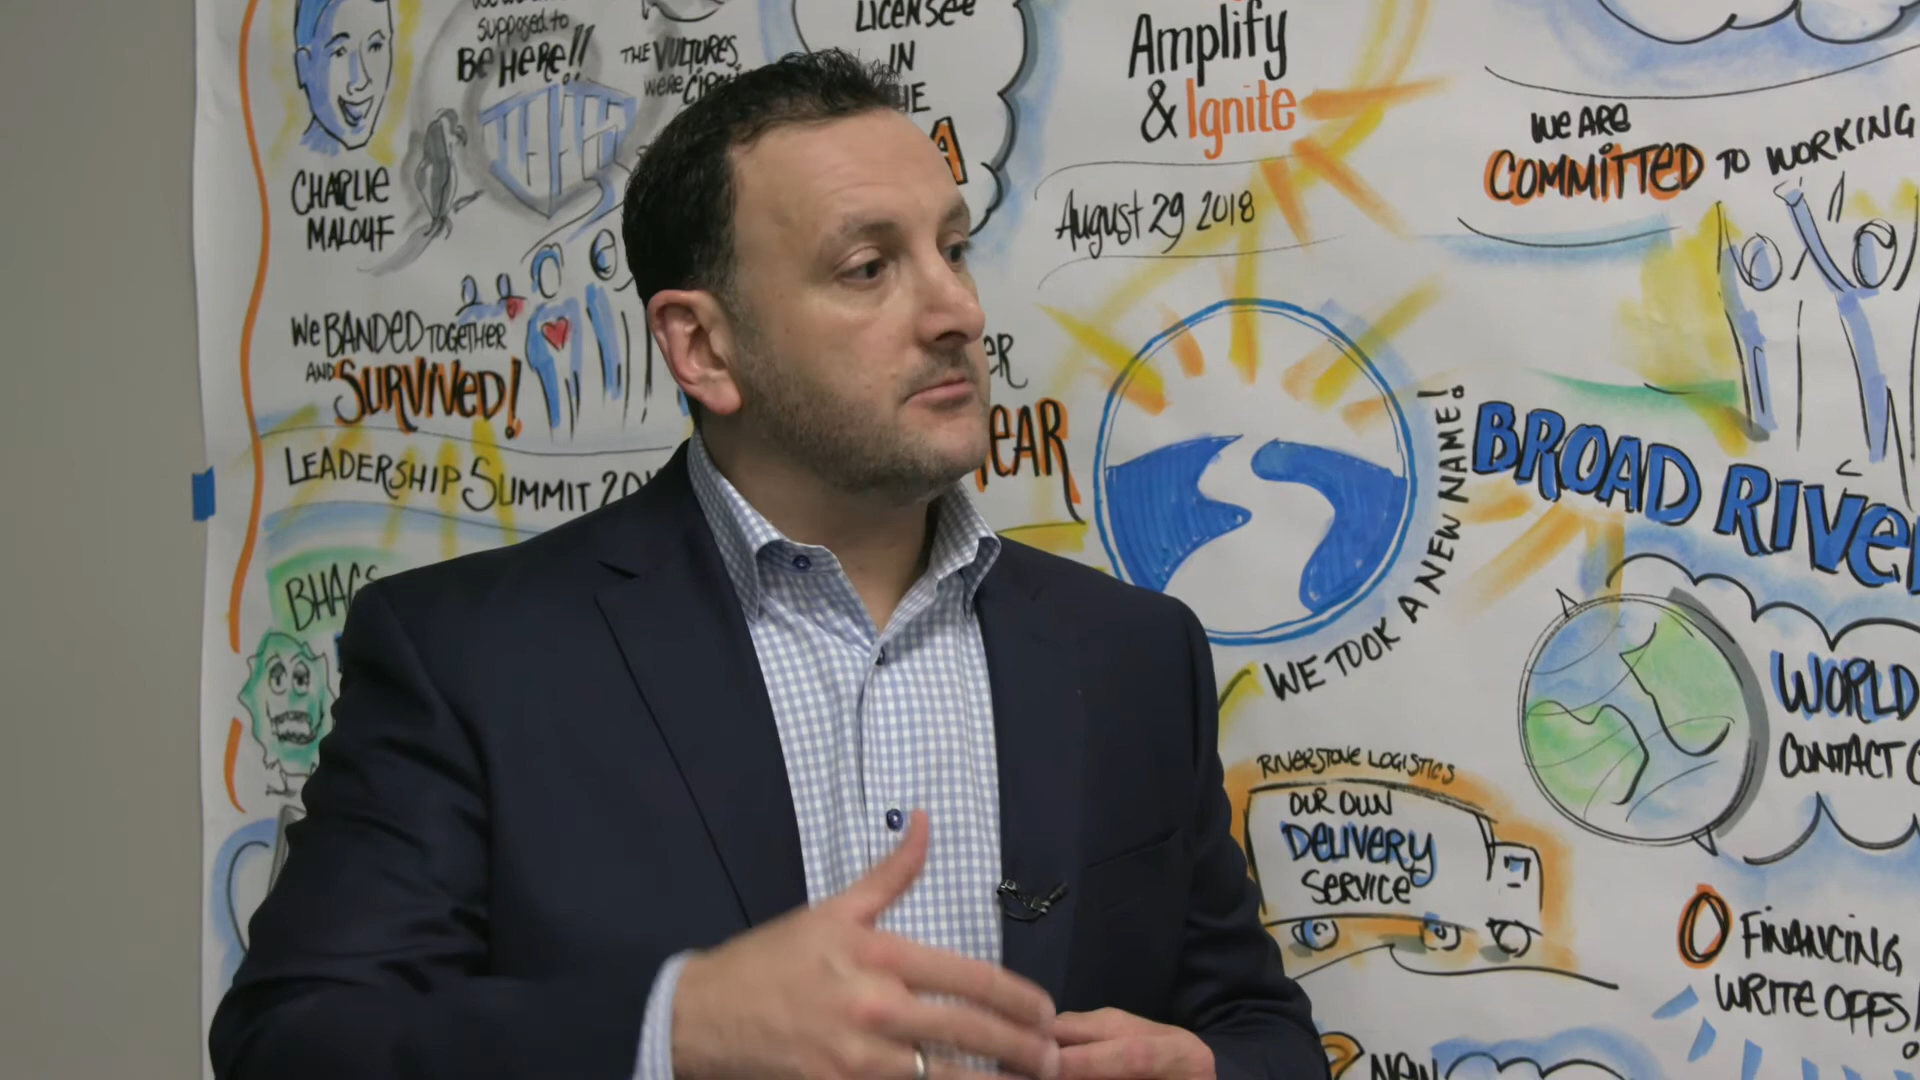 supposed to
BE HERE!!
THE VULTURES
WERE
CHARLIE
MALOUF
WE BANDED TOGETHER
AND SURVIVED!
LEADERSHIP SUMMIT
BHAGS
LICENSEE
IN
Amplify
& Ignite
August 29 2018
WE ARE
COMMITTED TO WORKING
WE TOOK A NEW NAME!
BROAD RIVE
WORLD
CONTACT
RIVERSTONE LOGISTICS
OUR OWN
DELIVERY
SERVICE
0 FINANCING
WRITE OFFS!
NEW